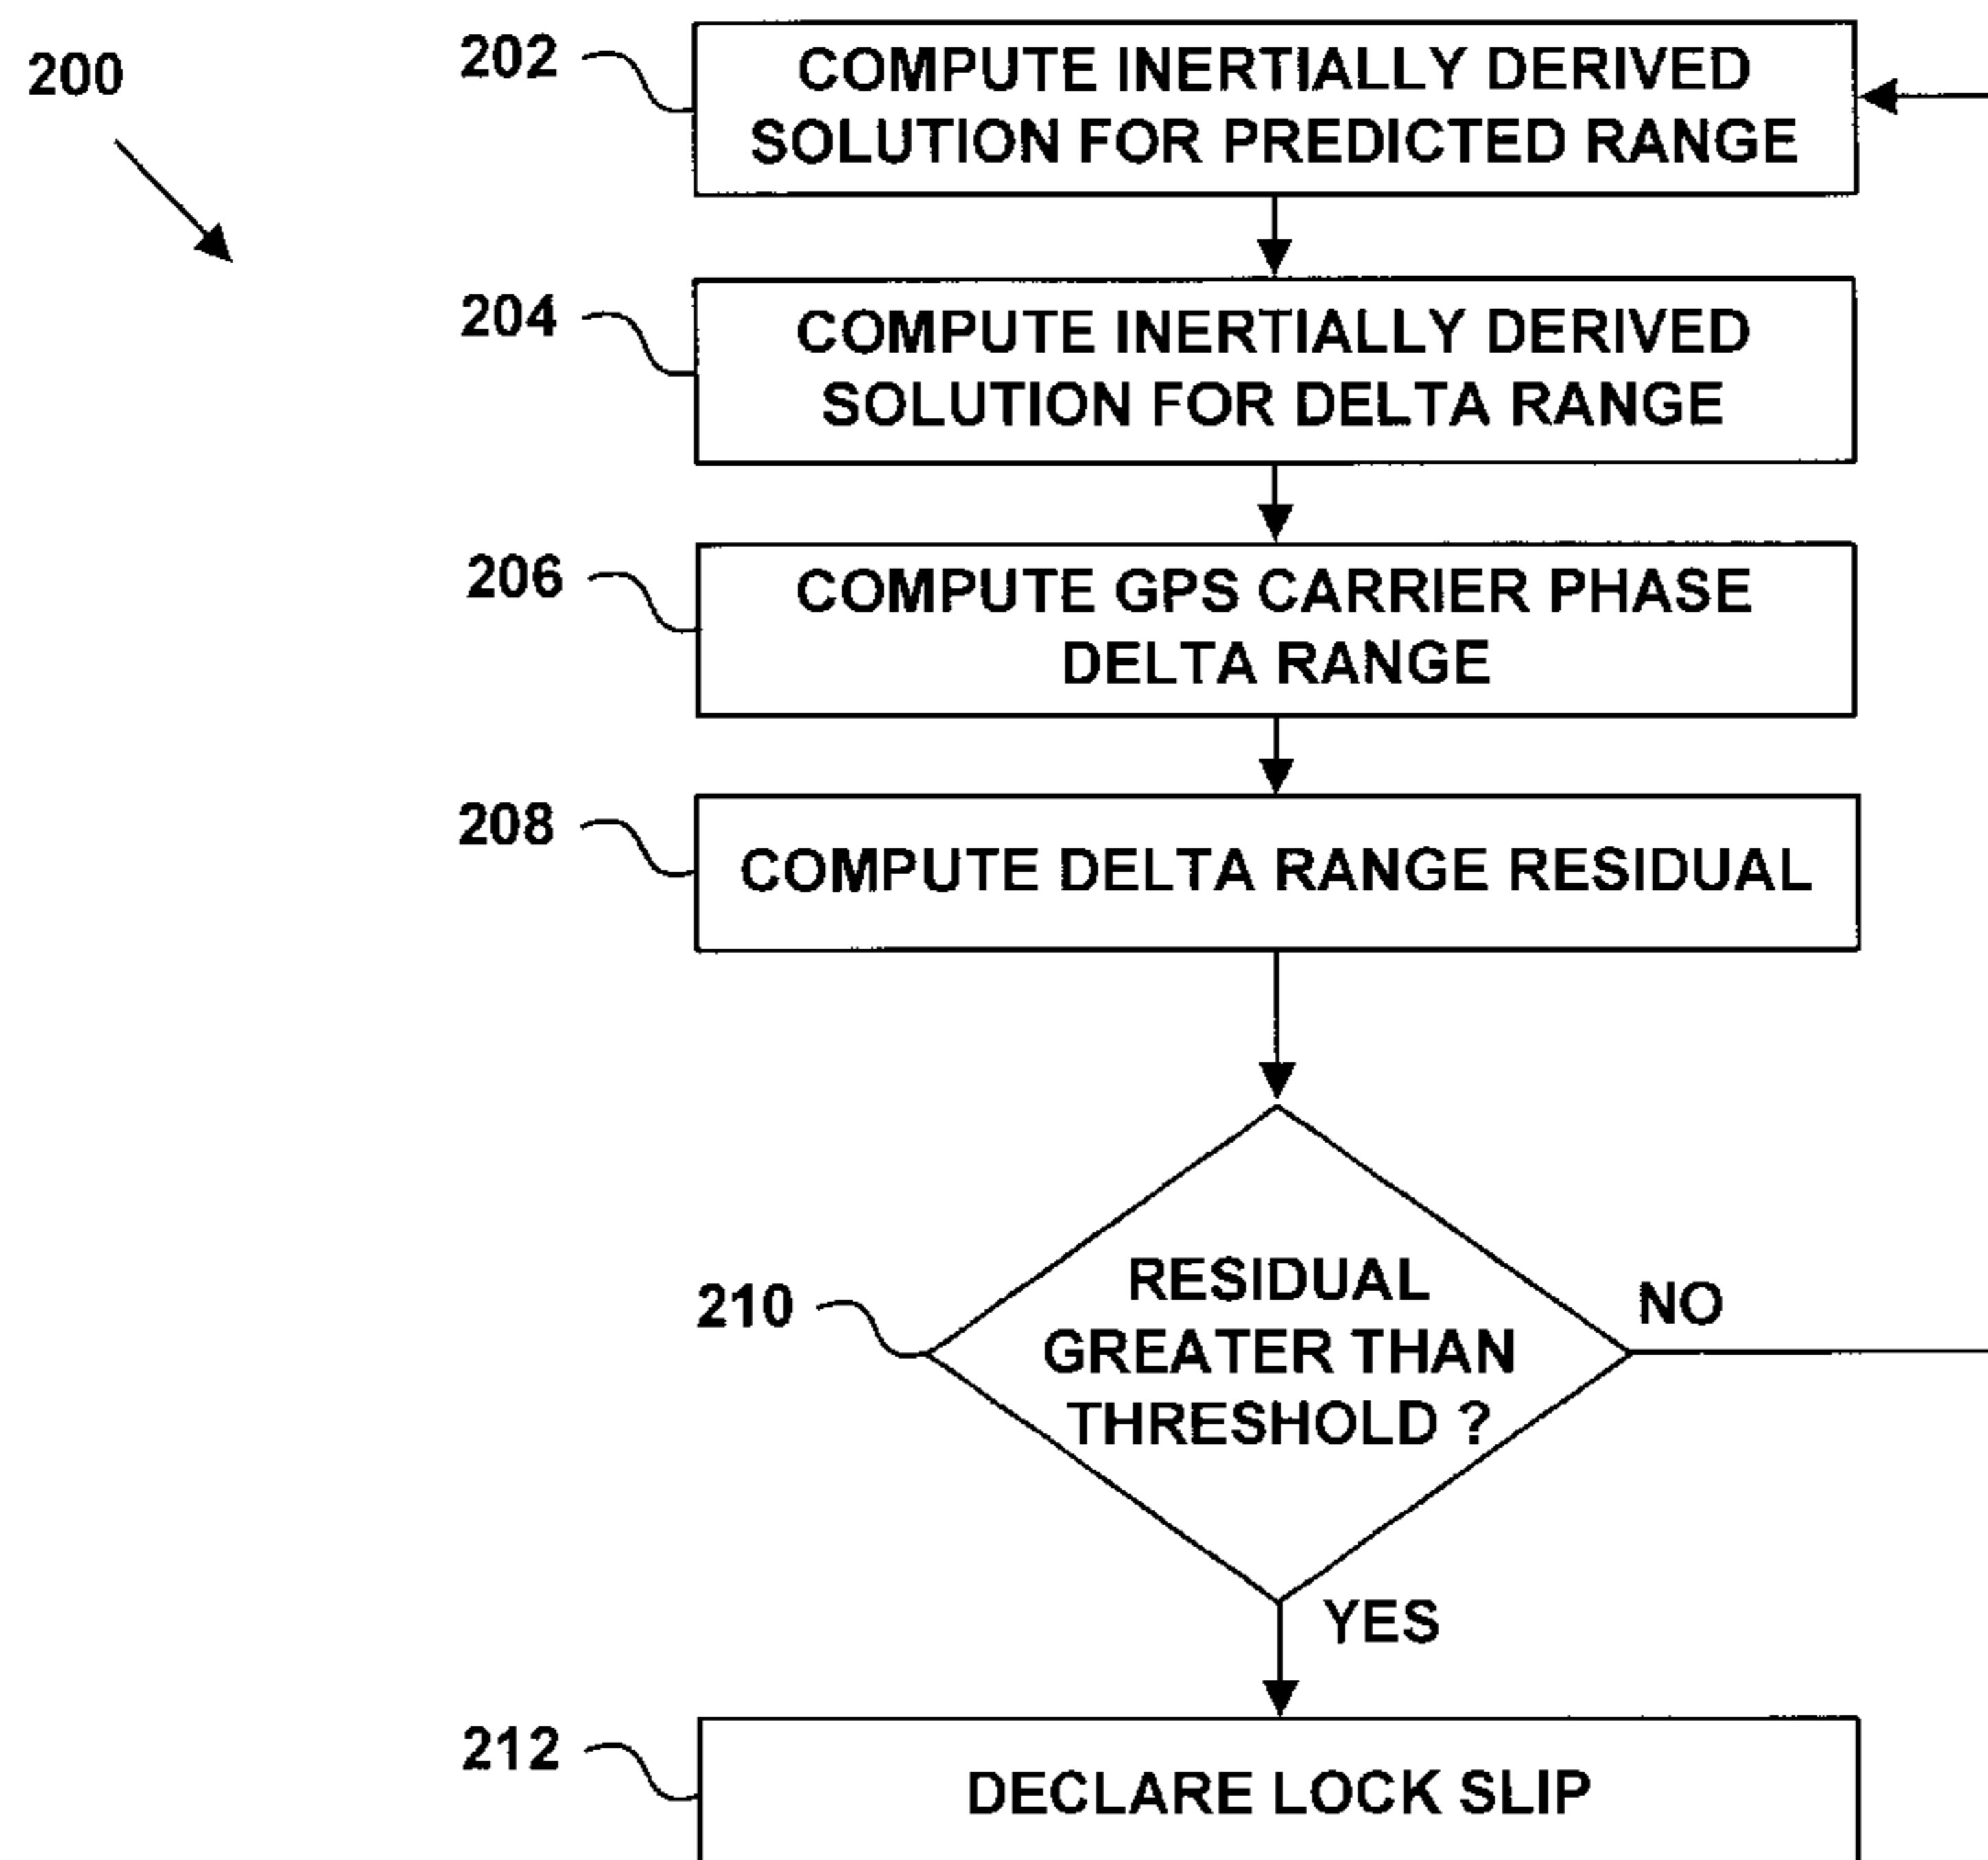 200
202
COMPUTE INERTIALLY DERIVED
SOLUTION FOR PREDICTED RANGE
204
COMPUTE INERTIALLY DERIVED
SOLUTION FOR DELTA RANGE
206
COMPUTE GPS CARRIER PHASE
DELTA RANGE
208
COMPUTE DELTA RANGE RESIDUAL
210
RESIDUAL
GREATER THAN
THRESHOLD ?
NO
YES
212
DECLARE LOCK SLIP